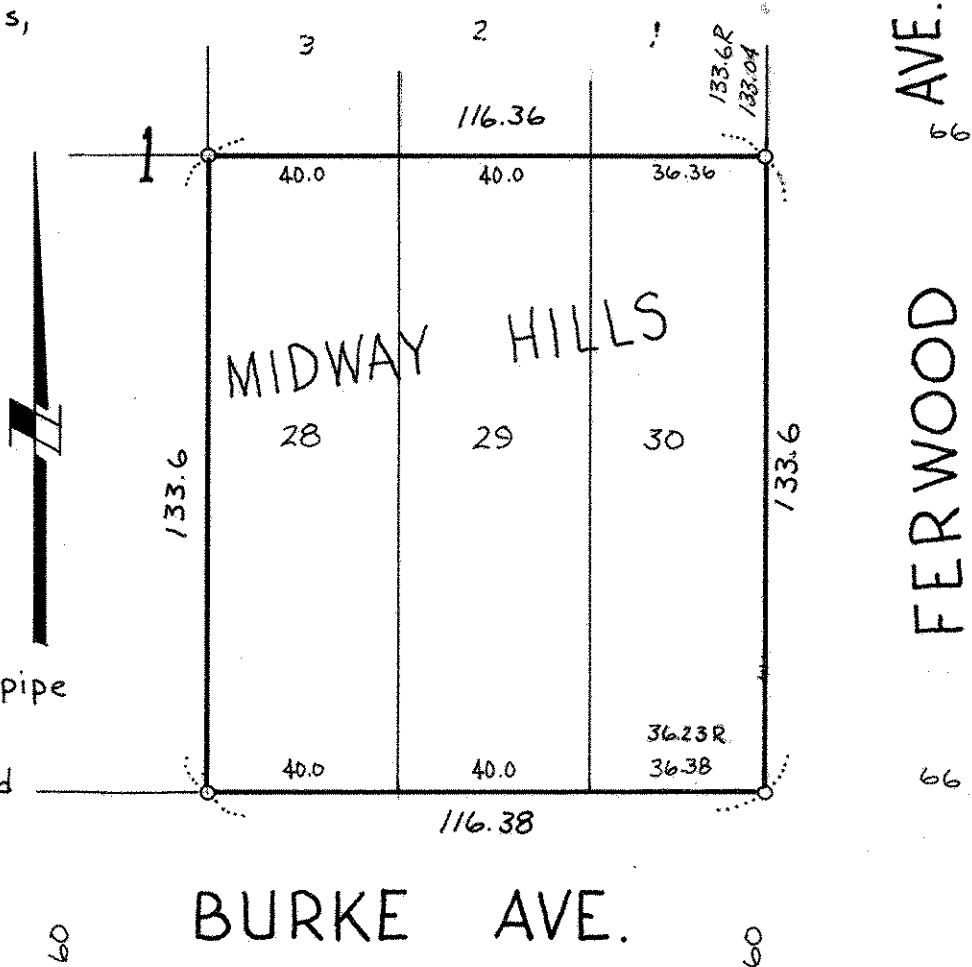 s,
3 2 1
133.6R
133.04
AVE.
66
116.36
1
40.0 40.0 36.36
MIDWAY HILLS
28 29 30
133.6
133.6
FERWOOD
pipe
36.23R
d
40.0 40.0 36.38
66
116.38
BURKE AVE.
60 60